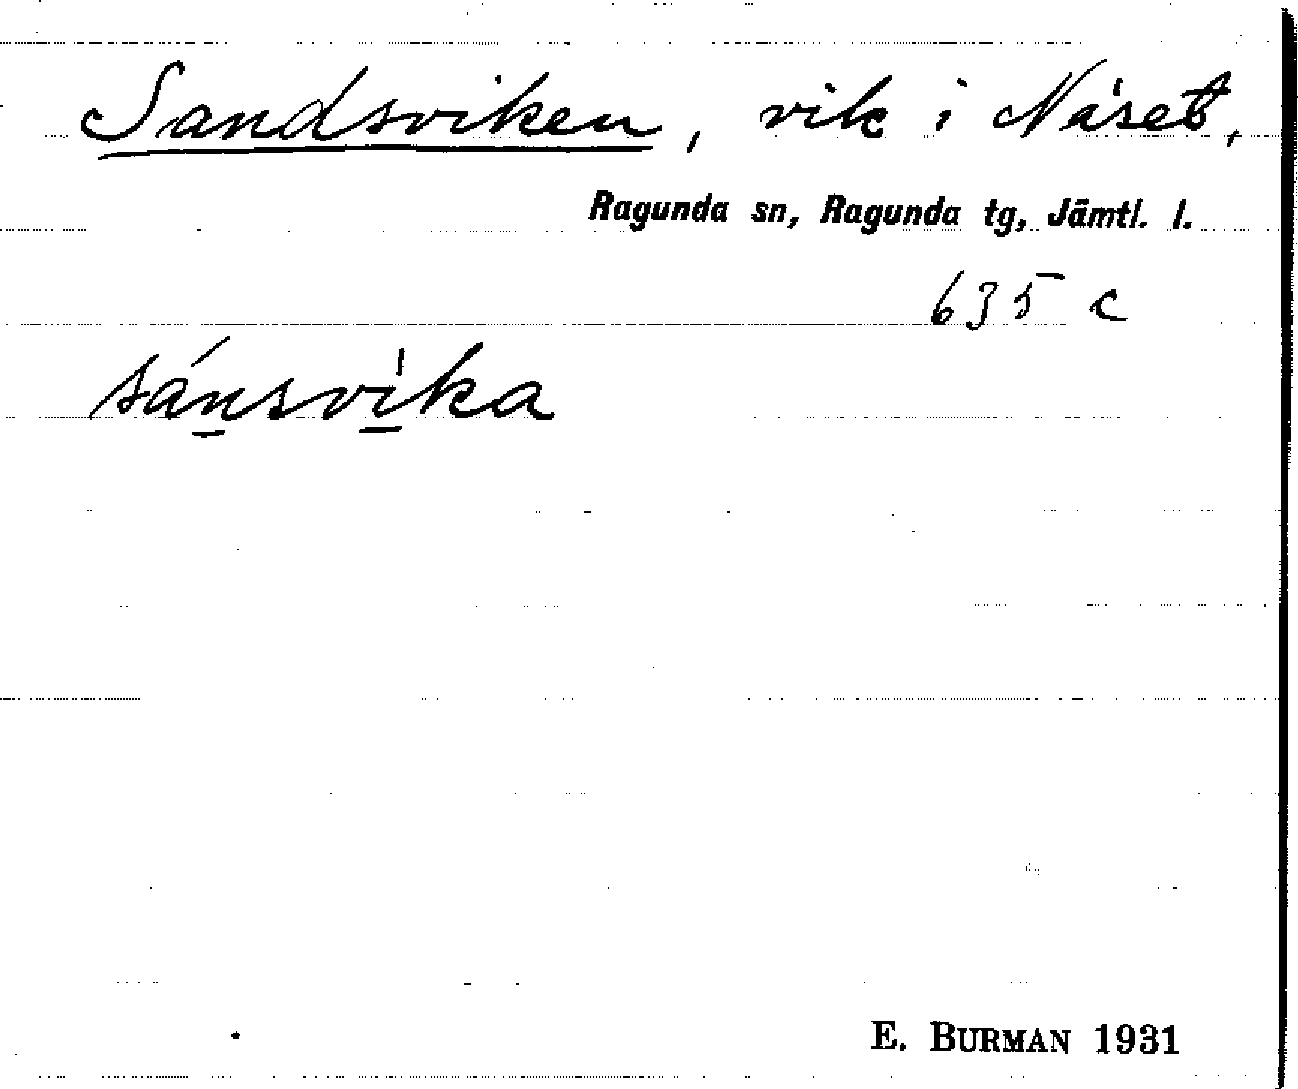 Sandsviken, vik i Näset,
Ragunda sn, Ragunda tg, Jämtl. l.
635 c
sánsvika
E. BURMAN 1931